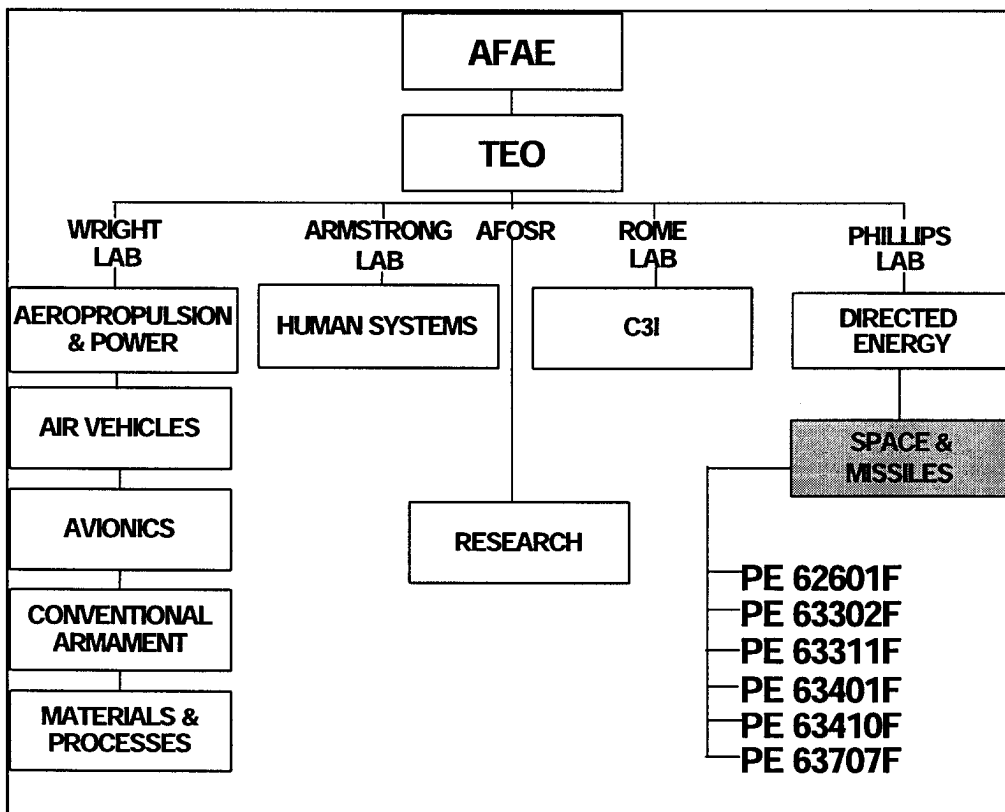 AFAE
TEO
WRIGHT
LAB
ARMSTRONG
LAB
AFOSR
ROME
LAB
PHILLIPS
LAB
AEROPROPULSION
& POWER
HUMAN SYSTEMS
C3I
DIRECTED
ENERGY
AIR VEHICLES
SPACE &
MISSILES
AVIONICS
RESEARCH
CONVENTIONAL
ARMAMENT
MATERIALS &
PROCESSES
PE 62601F
PE 63302F
PE 63311F
PE 63401F
PE 63410F
PE 63707F